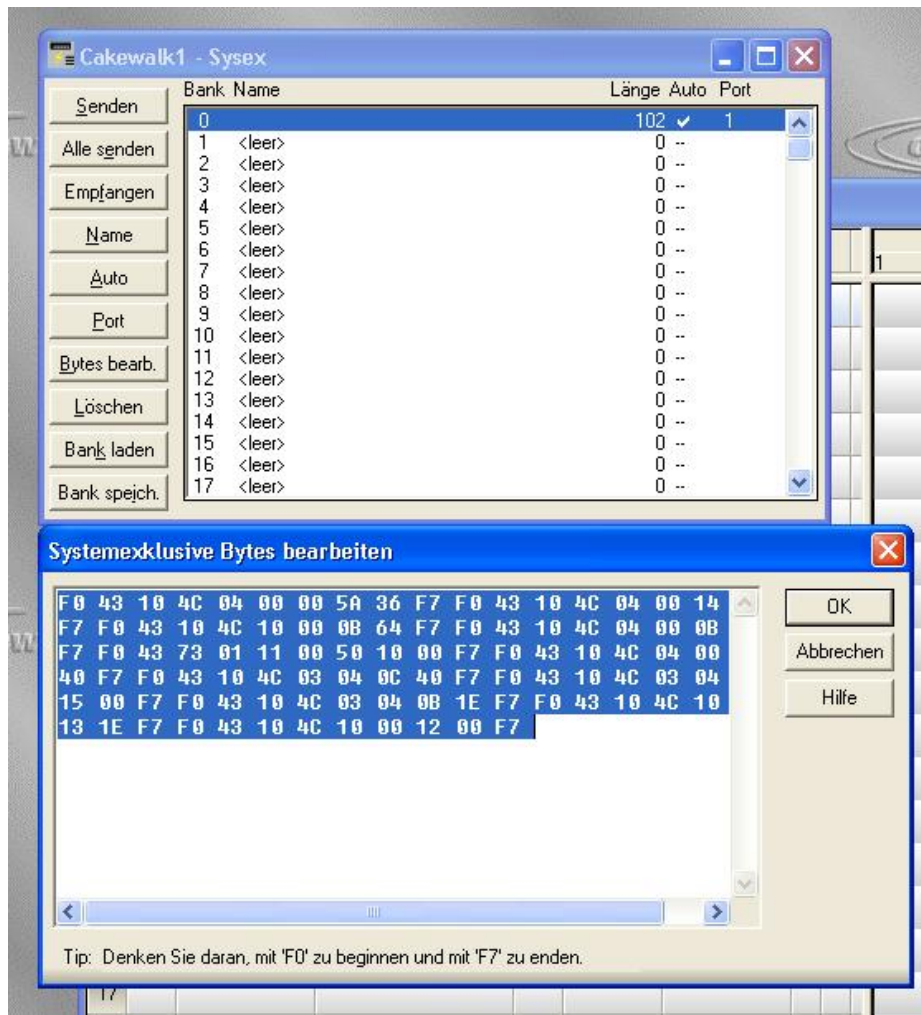 Cakewalk1 - Sysex
Bank Name Länge Auto Port
Senden
Alle senden
Empfangen
Name
Auto
Port
Bytes bearb.
Löschen
Bank laden
Bank speich.
0 102 ✓ 1
1 <leer> 0 --
2 <leer> 0 --
3 <leer> 0 --
4 <leer> 0 --
5 <leer> 0 --
6 <leer> 0 --
7 <leer> 0 --
8 <leer> 0 --
9 <leer> 0 --
10 <leer> 0 --
11 <leer> 0 --
12 <leer> 0 --
13 <leer> 0 --
14 <leer> 0 --
15 <leer> 0 --
16 <leer> 0 --
17 <leer> 0 --
1
Systemexklusive Bytes bearbeiten
F0 43 10 4C 04 00 00 5A 36 F7 F0 43 10 4C 04 00 14
F7 F0 43 10 4C 10 00 0B 64 F7 F0 43 10 4C 04 00 0B
F7 F0 43 73 01 11 00 50 10 00 F7 F0 43 10 4C 04 00
40 F7 F0 43 10 4C 03 04 0C 40 F7 F0 43 10 4C 03 04
15 00 F7 F0 43 10 4C 03 04 0B 1E F7 F0 43 10 4C 10
13 1E F7 F0 43 10 4C 10 00 12 00 F7
OK
Abbrechen
Hilfe
Tip: Denken Sie daran, mit 'F0' zu beginnen und mit 'F7' zu enden.
17